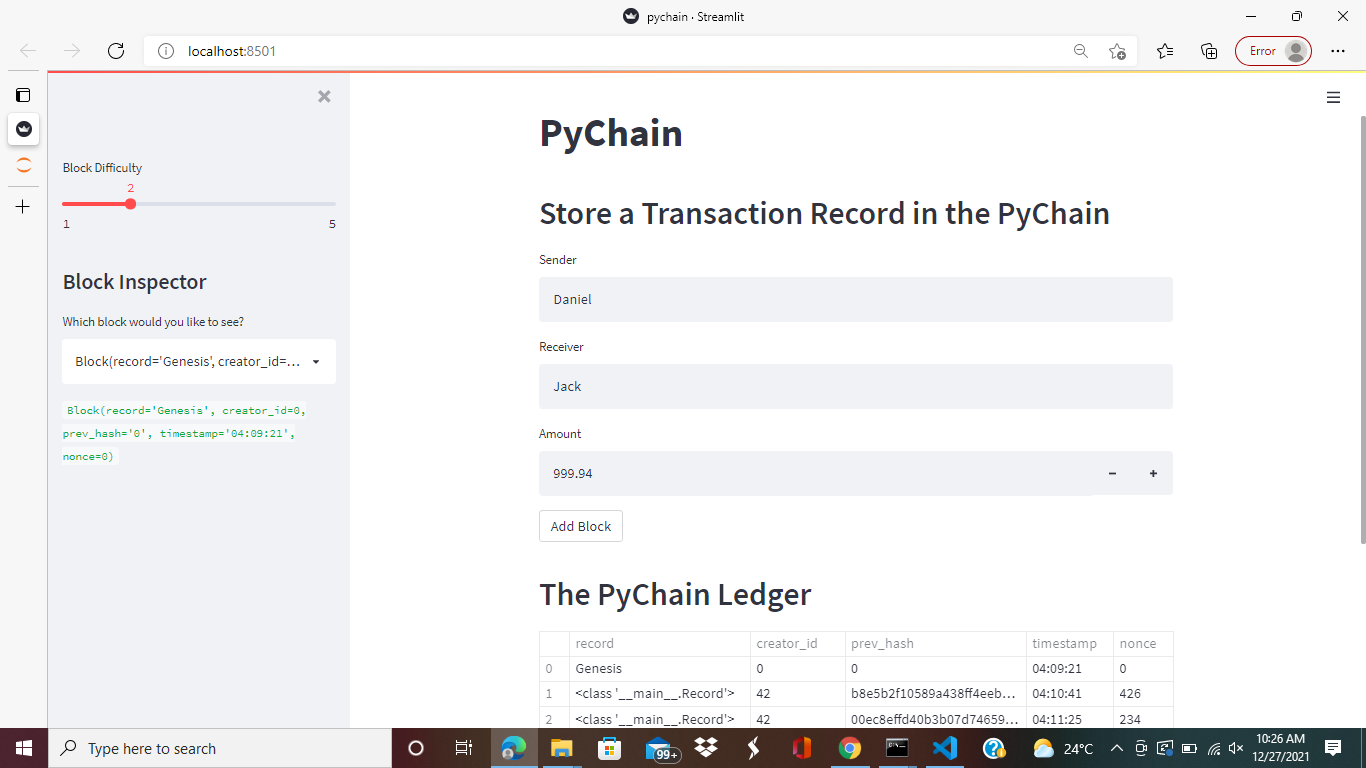 pychain · Streamlit
localhost:8501
Error
Block Difficulty
2
1 5
Block Inspector
Which block would you like to see?
Block(record='Genesis', creator_id=...
Block(record='Genesis', creator_id=0,
prev_hash='0', timestamp='04:09:21',
nonce=0)
PyChain
Store a Transaction Record in the PyChain
Sender
Daniel
Receiver
Jack
Amount
999.94
Add Block
The PyChain Ledger
record creator_id prev_hash timestamp nonce
0 Genesis 0 0 04:09:21 0
1 <class '__main__.Record'> 42 b8e5b2f10589a438ff4eeb... 04:10:41 426
2 <class '__main__.Record'> 42 00ec8effd40b3b07d74659... 04:11:25 234
Type here to search
99+
24°C
10:26 AM
12/27/2021